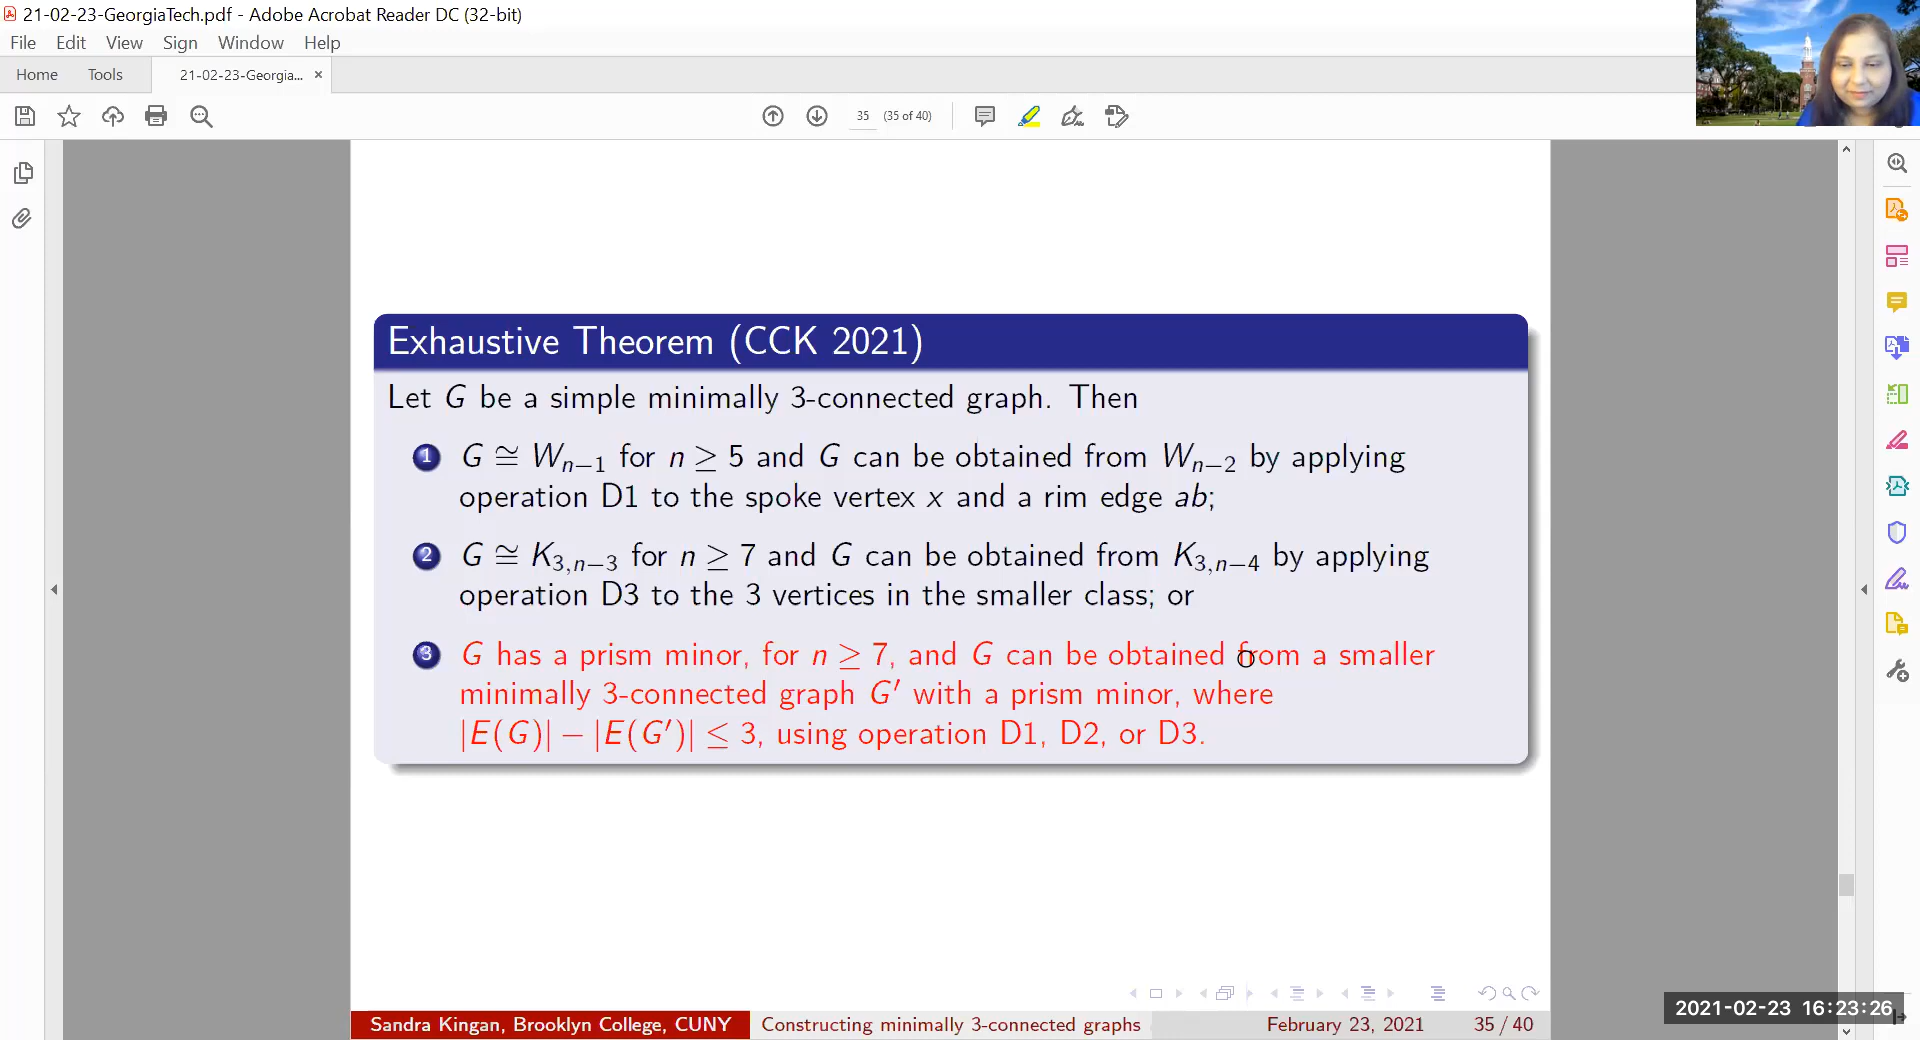 21-02-23-GeorgiaTech.pdf - Adobe Acrobat Reader DC (32-bit)
File Edit View Sign Window Help
Home Tools 21-02-23-Georgia... ×
35 (35 of 40)
Exhaustive Theorem (CCK 2021)
Let G be a simple minimally 3-connected graph. Then
1 G ≅ Wₙ₋₁ for n ≥ 5 and G can be obtained from Wₙ₋₂ by applying
operation D1 to the spoke vertex x and a rim edge ab;
2 G ≅ K₃,ₙ₋₃ for n ≥ 7 and G can be obtained from K₃,ₙ₋₄ by applying
operation D3 to the 3 vertices in the smaller class; or
3 G has a prism minor, for n ≥ 7, and G can be obtained from a smaller
minimally 3-connected graph G′ with a prism minor, where
|E(G)| − |E(G′)| ≤ 3, using operation D1, D2, or D3.
Sandra Kingan, Brooklyn College, CUNY Constructing minimally 3-connected graphs February 23, 2021 35 / 40
2021-02-23 16:23:26